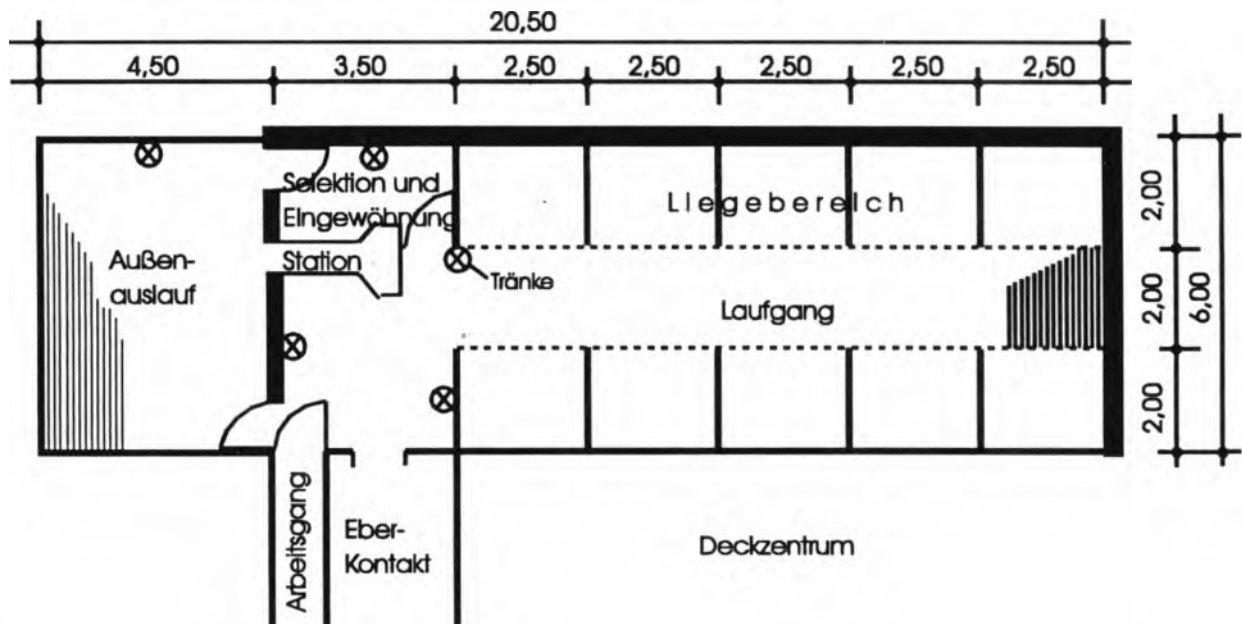 20,50
4,50 3,50 2,50 2,50 2,50 2,50 2,50
Selektion und
Eingewöhnung
Liegebereich
2,00
Außen-
auslauf
Station
Tränke
Laufgang
2,00
6,00
2,00
Arbeitsgang
Eber-
Kontakt
Deckzentrum